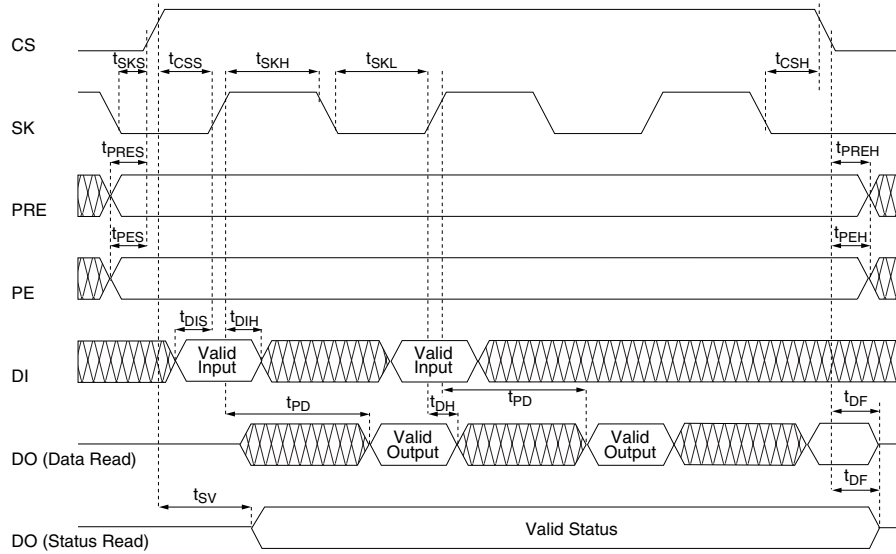 CS
tSKS
tCSS
tSKH
tSKL
tCSH
SK
tPRES
tPREH
PRE
tPES
tPEH
PE
tDIS
tDIH
DI
Valid
Input
Valid
Input
tPD
tDH
tPD
tDF
DO (Data Read)
Valid
Output
Valid
Output
tDF
tSV
DO (Status Read)
Valid Status